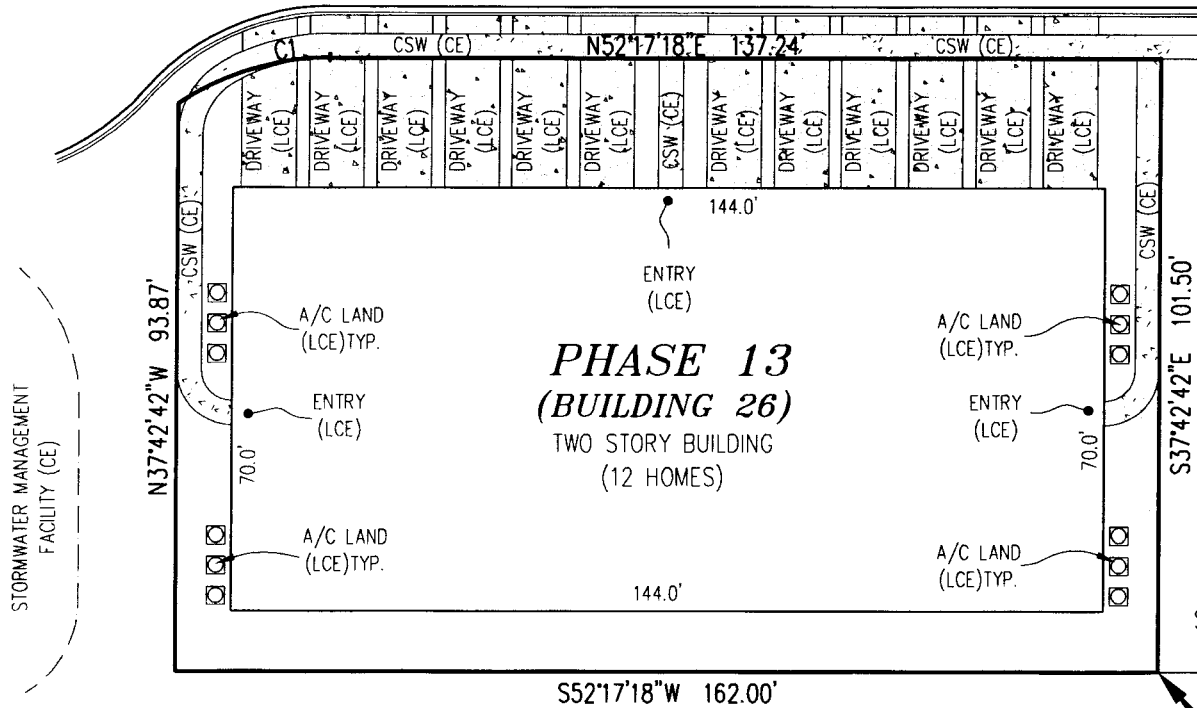 CSW (CE)
N52°17'18"E 137.24'
CSW (CE)
C1
DRIVEWAY
(LCE)
DRIVEWAY
(LCE)
DRIVEWAY
(LCE)
DRIVEWAY
(LCE)
DRIVEWAY
(LCE)
DRIVEWAY
(LCE)
CSW (CE)
DRIVEWAY
(LCE)
DRIVEWAY
(LCE)
DRIVEWAY
(LCE)
DRIVEWAY
(LCE)
DRIVEWAY
(LCE)
DRIVEWAY
(LCE)
CSW (CE)
CSW (CE)
144.0'
ENTRY
(LCE)
N37°42'42"W 93.87'
S37°42'42"E 101.50'
A/C LAND
(LCE)TYP.
A/C LAND
(LCE)TYP.
PHASE 13
(BUILDING 26)
TWO STORY BUILDING
(12 HOMES)
ENTRY
(LCE)
ENTRY
(LCE)
70.0'
70.0'
STORMWATER MANAGEMENT
FACILITY (CE)
A/C LAND
(LCE)TYP.
A/C LAND
(LCE)TYP.
144.0'
S52°17'18"W 162.00'